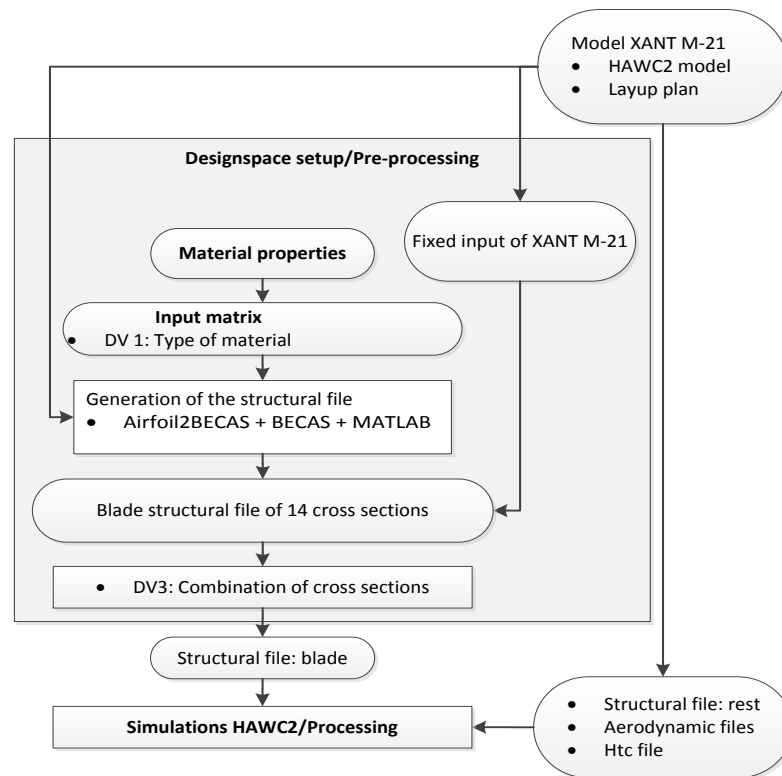 Model XANT M-21
• HAWC2 model
• Layup plan
Designspace setup/Pre-processing
Fixed input of XANT M-21
Material properties
Input matrix
• DV 1: Type of material
Generation of the structural file
• Airfoil2BECAS + BECAS + MATLAB
Blade structural file of 14 cross sections
• DV3: Combination of cross sections
Structural file: blade
Simulations HAWC2/Processing
• Structural file: rest
• Aerodynamic files
• Htc file